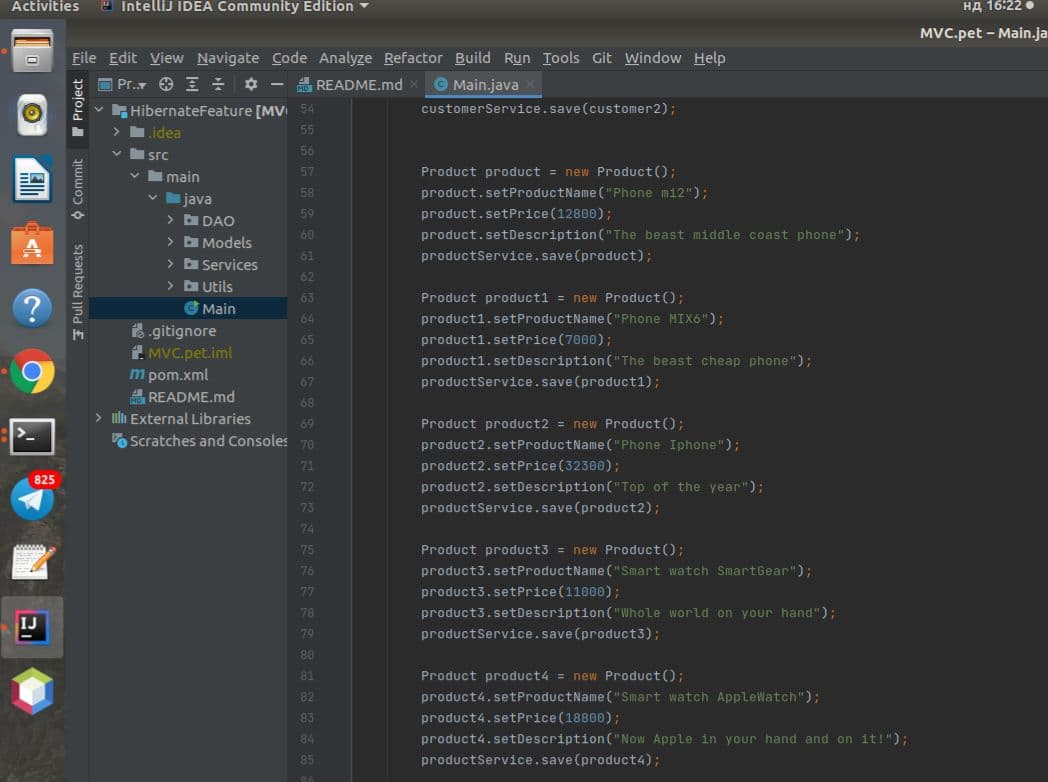 Activities IntelliJ IDEA Community Edition нд 16:22
MVC.pet – Main.ja
File Edit View Navigate Code Analyze Refactor Build Run Tools Git Window Help
Pr.. README.md Main.java
Project
Commit
Pull Requests
HibernateFeature [MV
.idea
src
main
java
DAO
Models
Services
Utils
Main
.gitignore
MVC.pet.iml
pom.xml
README.md
External Libraries
Scratches and Consoles
825
54 customerService.save(customer2);
55
56
57 Product product = new Product();
58 product.setProductName("Phone mi2");
59 product.setPrice(12800);
60 product.setDescription("The beast middle coast phone");
61 productService.save(product);
62
63 Product product1 = new Product();
64 product1.setProductName("Phone MIX6");
65 product1.setPrice(7000);
66 product1.setDescription("The beast cheap phone");
67 productService.save(product1);
68
69 Product product2 = new Product();
70 product2.setProductName("Phone Iphone");
71 product2.setPrice(32300);
72 product2.setDescription("Top of the year");
73 productService.save(product2);
74
75 Product product3 = new Product();
76 product3.setProductName("Smart watch SmartGear");
77 product3.setPrice(11000);
78 product3.setDescription("Whole world on your hand");
79 productService.save(product3);
80
81 Product product4 = new Product();
82 product4.setProductName("Smart watch AppleWatch");
83 product4.setPrice(18800);
84 product4.setDescription("Now Apple in your hand and on it!");
85 productService.save(product4);